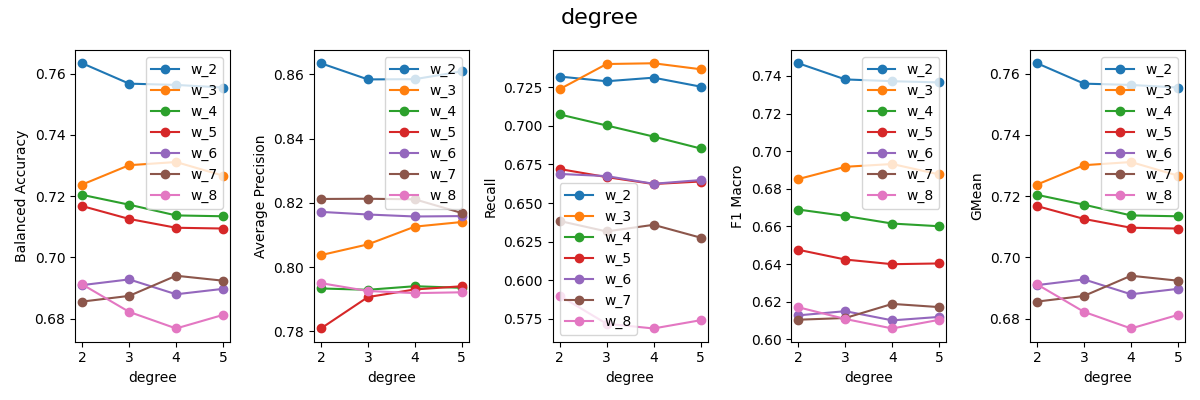 degree
Balanced Accuracy
0.76
0.74
0.72
0.70
0.68
2 3 4 5
degree
w_2
w_3
w_4
w_5
w_6
w_7
w_8
Average Precision
0.86
0.84
0.82
0.80
0.78
2 3 4 5
degree
w_2
w_3
w_4
w_5
w_6
w_7
w_8
Recall
0.725
0.700
0.675
0.650
0.625
0.600
0.575
2 3 4 5
degree
w_2
w_3
w_4
w_5
w_6
w_7
w_8
F1 Macro
0.74
0.72
0.70
0.68
0.66
0.64
0.62
0.60
2 3 4 5
degree
w_2
w_3
w_4
w_5
w_6
w_7
w_8
GMean
0.76
0.74
0.72
0.70
0.68
2 3 4 5
degree
w_2
w_3
w_4
w_5
w_6
w_7
w_8